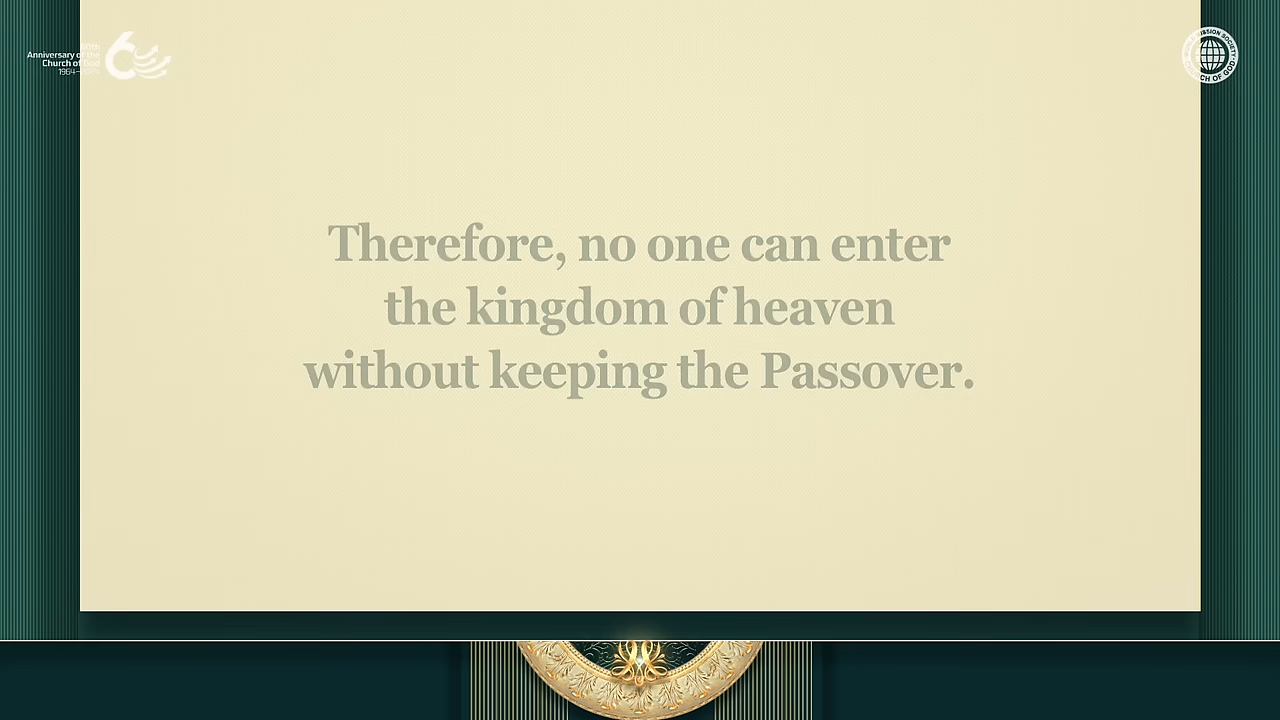 Anniversary of the
Church of God
Therefore, no one can enter
the kingdom of heaven
without keeping the Passover.